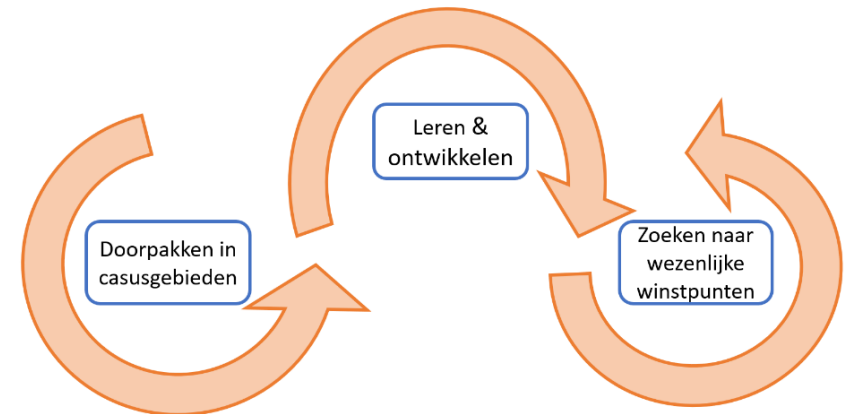 Doorpakken in
casusgebieden
Leren &
ontwikkelen
Zoeken naar
wezenlijke
winstpunten